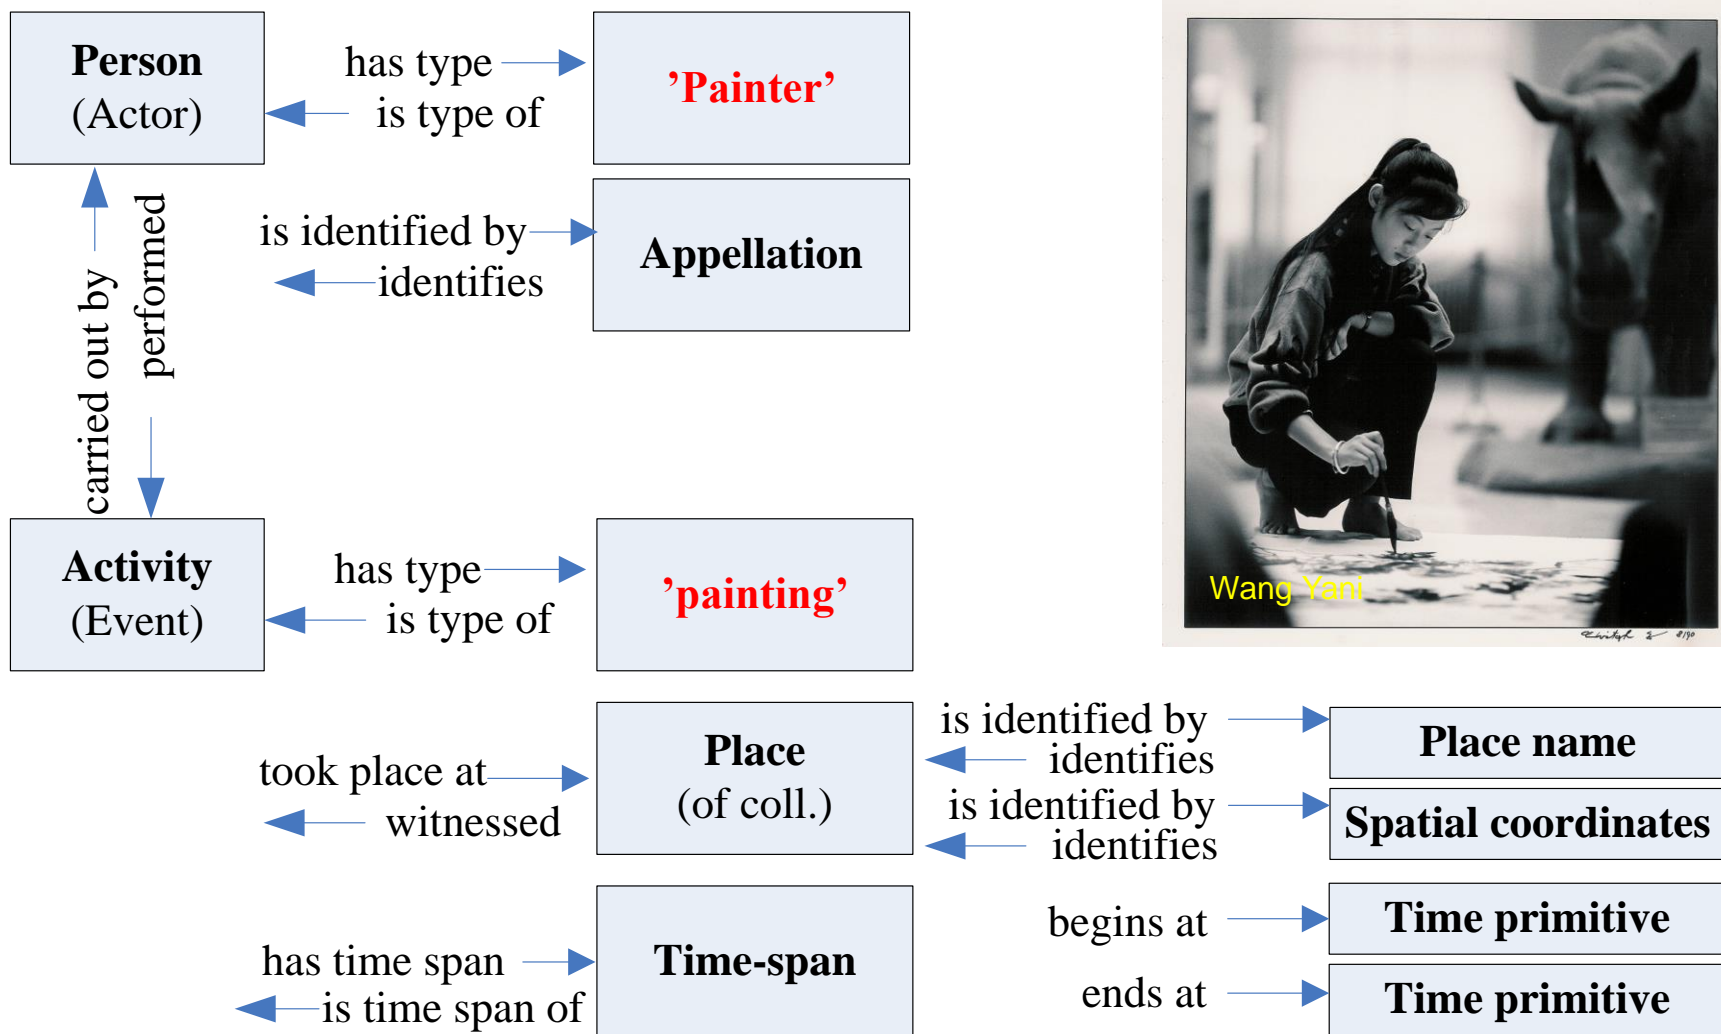 Person
(Actor)
has type
is type of
’Painter’
is identified by
identifies
Appellation
carried out by
performed
Activity
(Event)
has type
is type of
’painting’
Wang Yani
8/90
took place at
witnessed
Place
(of coll.)
is identified by
identifies
Place name
is identified by
identifies
Spatial coordinates
has time span
is time span of
Time-span
begins at
Time primitive
ends at
Time primitive